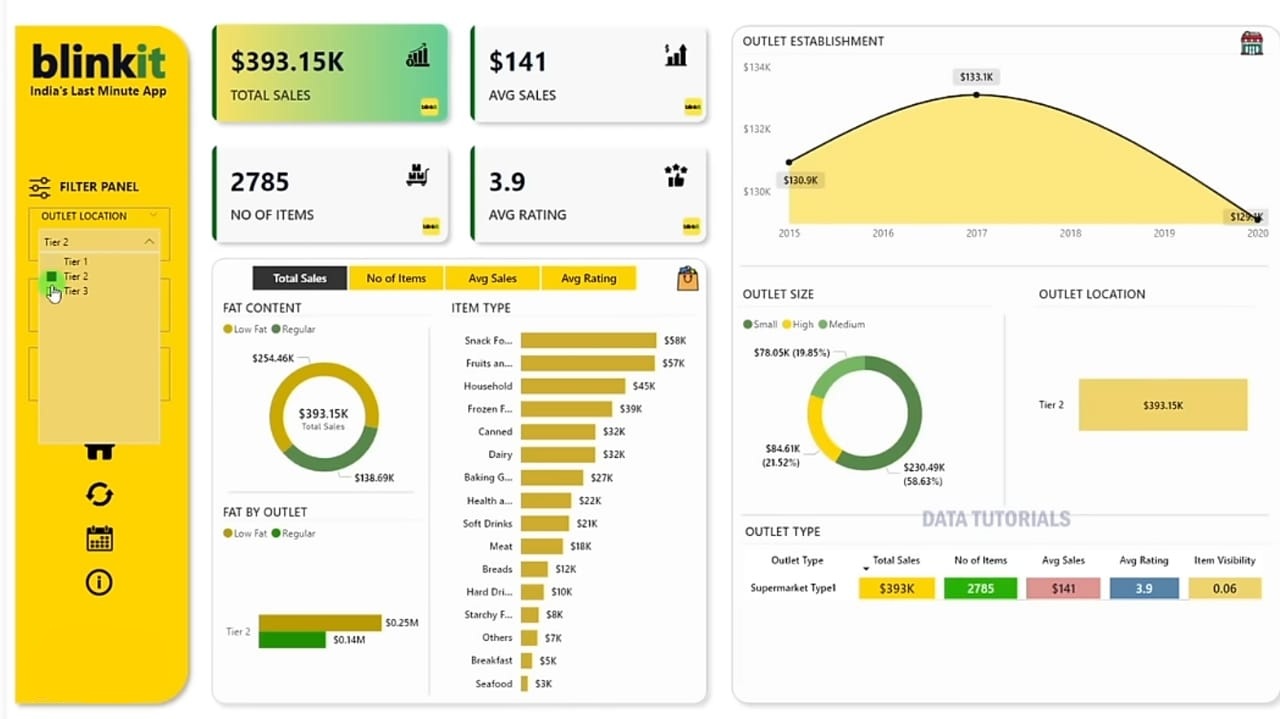 blinkit
India's Last Minute App
FILTER PANEL
OUTLET LOCATION
Tier 2
Tier 1
Tier 2
Tier 3
$393.15K
TOTAL SALES
$141
AVG SALES
2785
NO OF ITEMS
3.9
AVG RATING
Total Sales
No of Items
Avg Sales
Avg Rating
FAT CONTENT
Low Fat
Regular
$254.46K
$393.15K
Total Sales
$138.69K
FAT BY OUTLET
Low Fat
Regular
Tier 2
$0.25M
$0.14M
ITEM TYPE
Snack Fo... $58K
Fruits an... $57K
Household $45K
Frozen F... $39K
Canned $32K
Dairy $32K
Baking G... $27K
Health a... $22K
Soft Drinks $21K
Meat $18K
Breads $12K
Hard Dri... $10K
Starchy F... $8K
Others $7K
Breakfast $5K
Seafood $3K
OUTLET ESTABLISHMENT
$134K
$132K
$130K
$133.1K
$130.9K
2015 2016 2017 2018 2019 2020
OUTLET SIZE
Small High Medium
$78.05K (19.85%)
$84.61K
(21.52%)
$230.49K
(58.63%)
OUTLET LOCATION
Tier 2
$393.15K
DATA TUTORIALS
OUTLET TYPE
Outlet Type Total Sales No of Items Avg Sales Avg Rating Item Visibility
Supermarket Type1 $393K 2785 $141 3.9 0.06